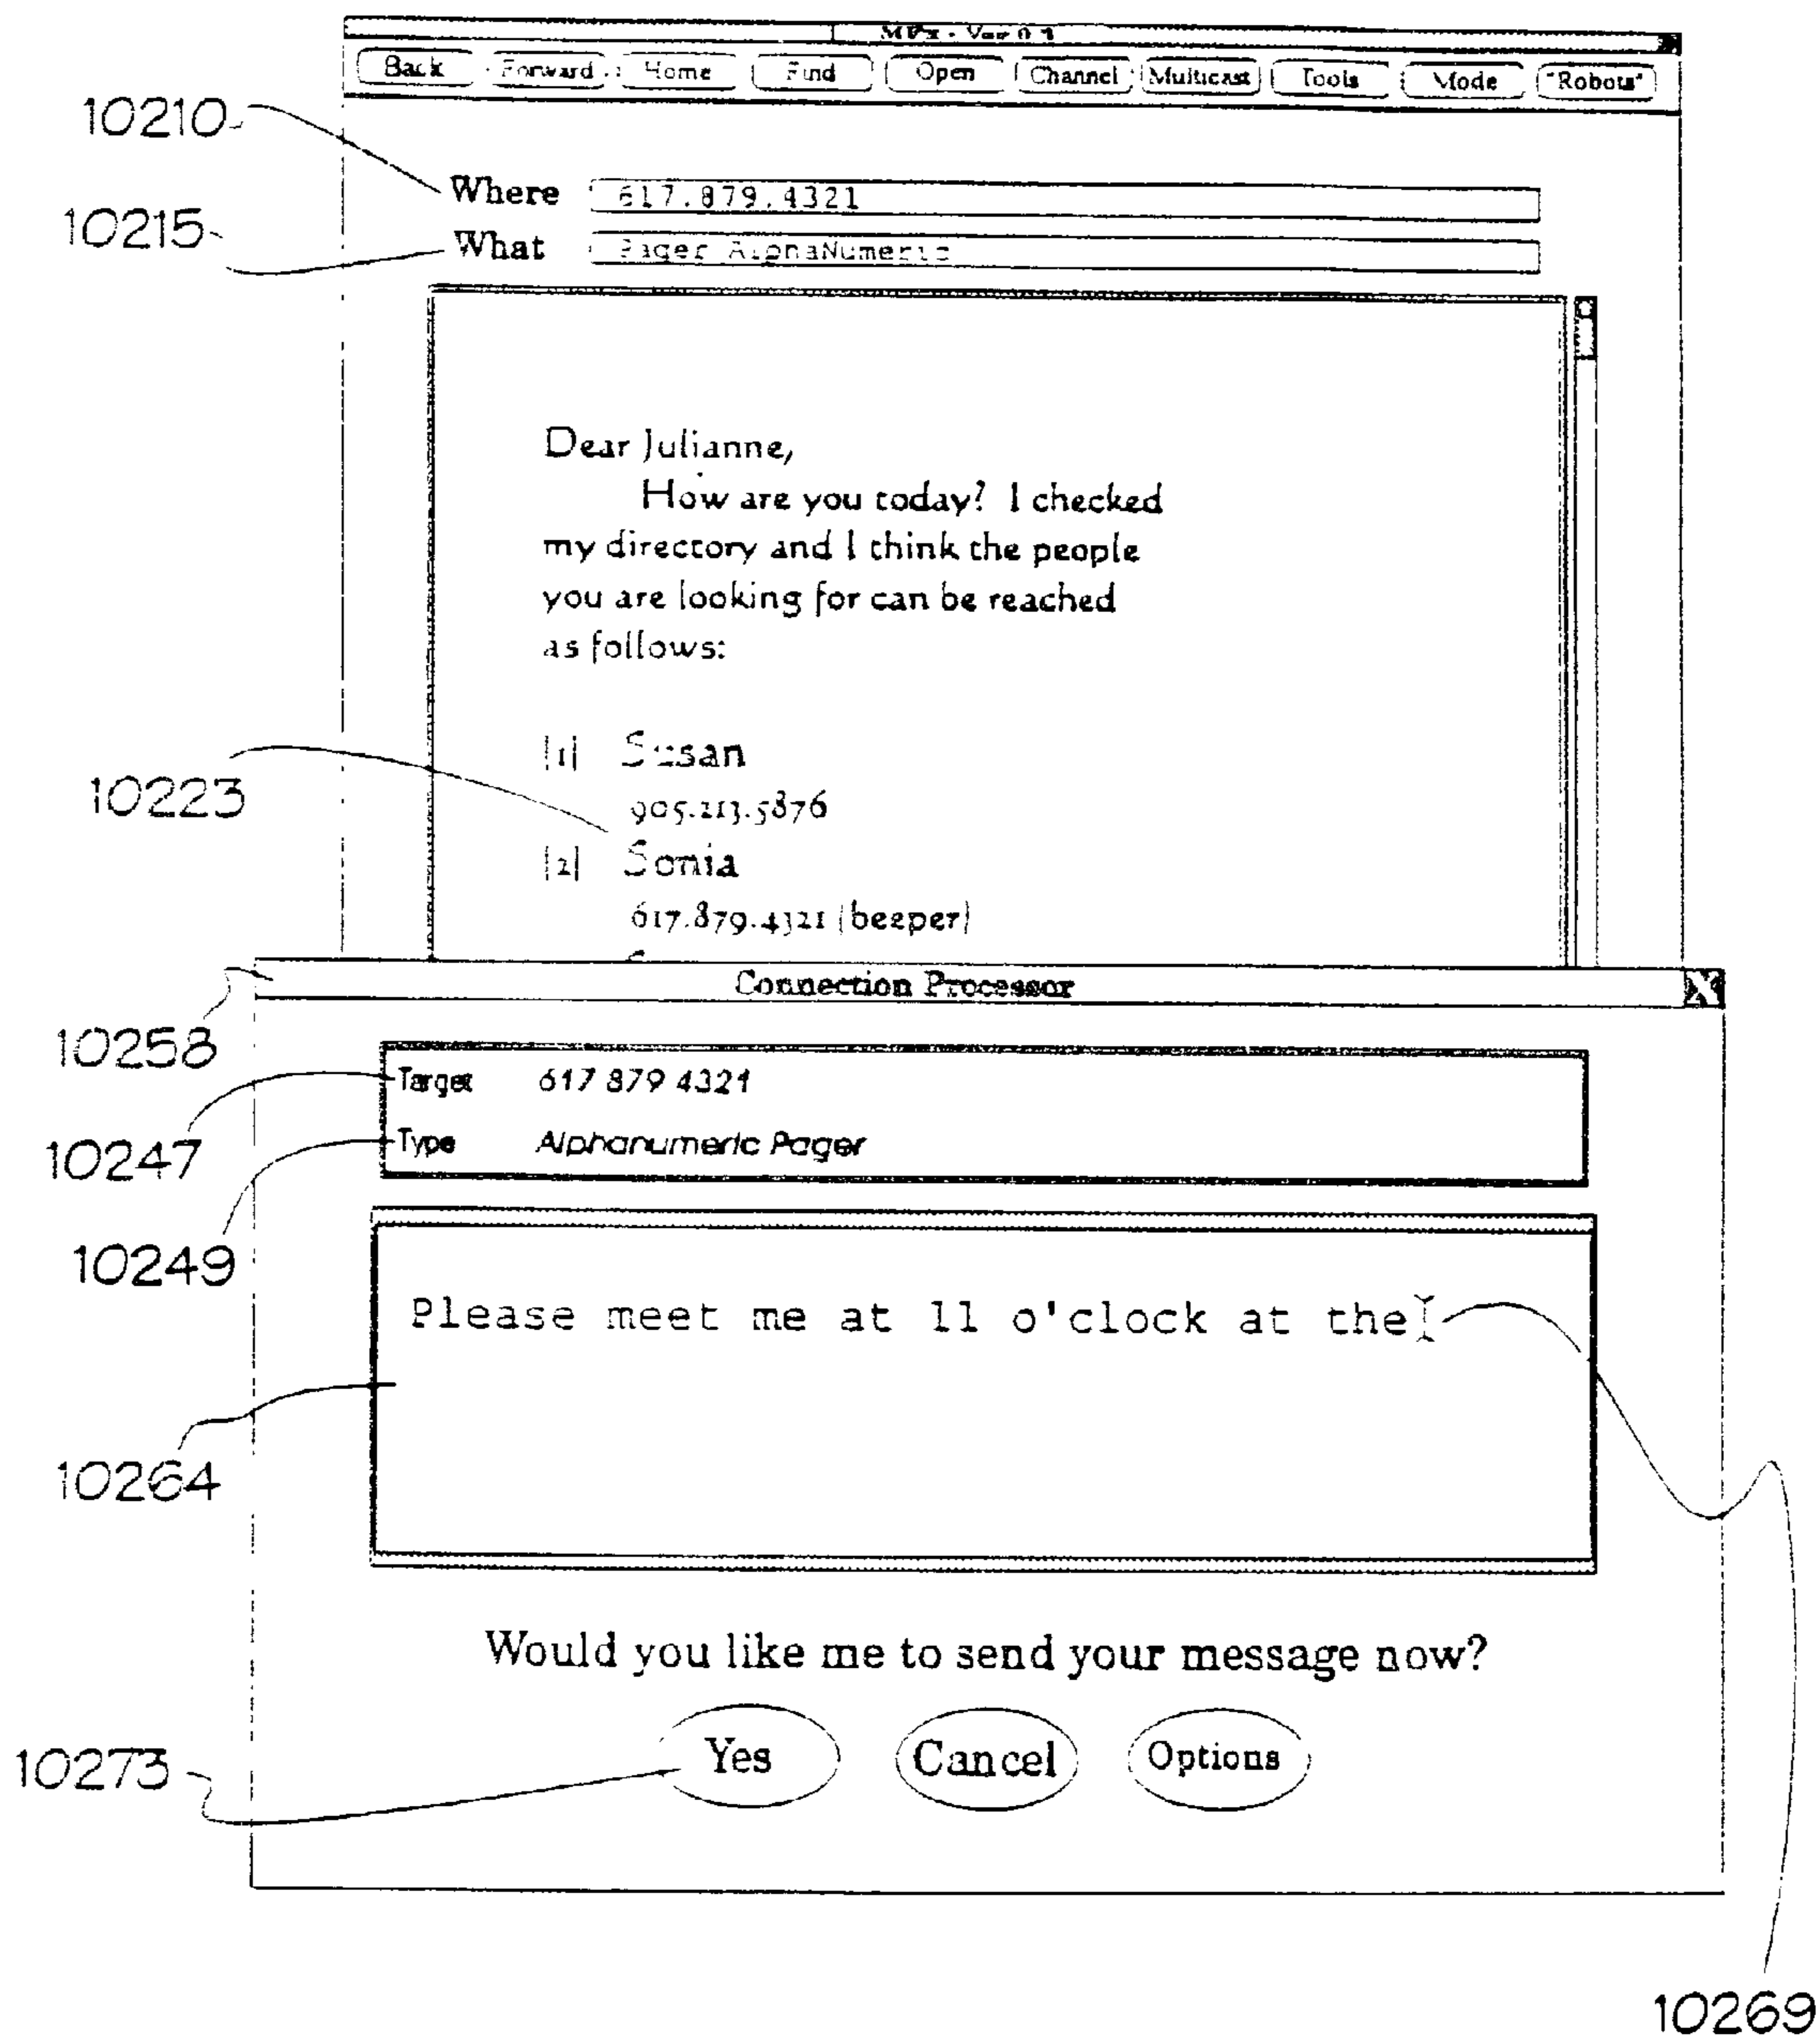 Back Forward Home Find Open Channel Multicast Tools Mode "Robots"
10210
Where 617.879.4321
10215
What Pager AlphaNumeric
Dear Julianne,
How are you today? I checked
my directory and I think the people
you are looking for can be reached
as follows:
[1] Susan
905.213.5876
10223
[2] Sonia
617.879.4321 (beeper)
Connection Processor X
10258
Target 617 879 4321
10247
Type Alphanumeric Pager
10249
Please meet me at 11 o'clock at the
10264
Would you like me to send your message now?
10273
Yes Cancel Options
10269